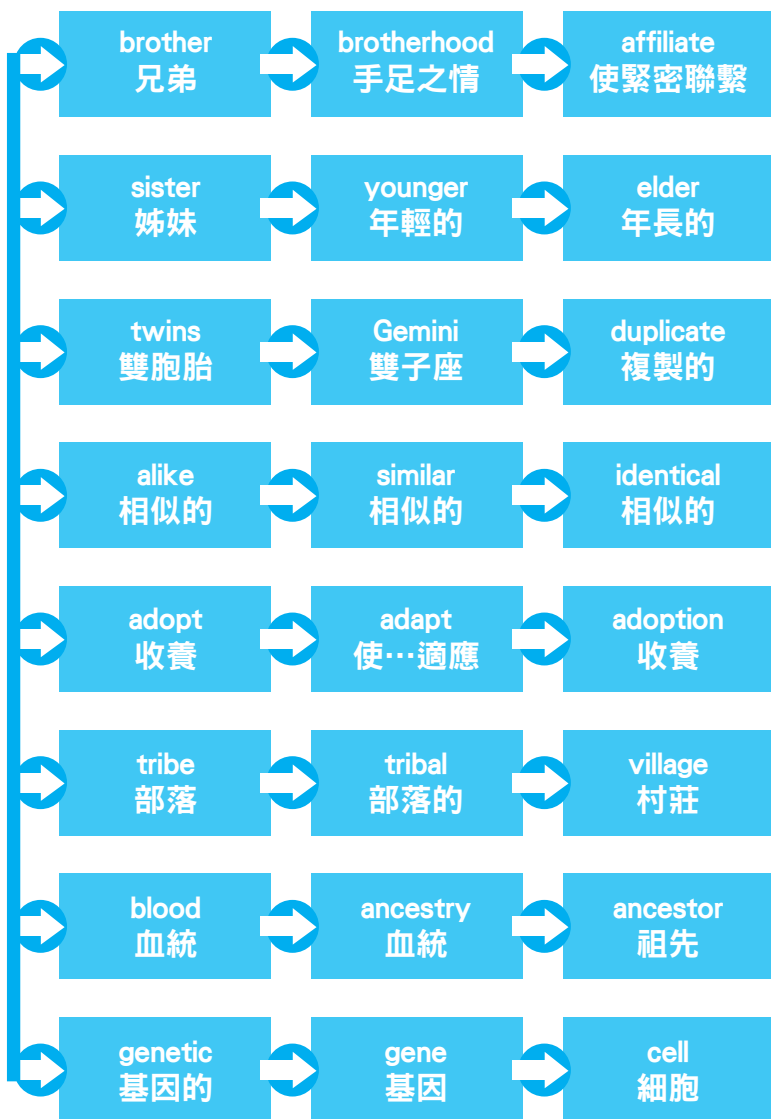 brother
兄弟
brotherhood
手足之情
affiliate
使緊密聯繫
sister
姊妹
younger
年輕的
elder
年長的
twins
雙胞胎
Gemini
雙子座
duplicate
複製的
alike
相似的
similar
相似的
identical
相似的
adopt
收養
adapt
使…適應
adoption
收養
tribe
部落
tribal
部落的
village
村莊
blood
血統
ancestry
血統
ancestor
祖先
genetic
基因的
gene
基因
cell
細胞